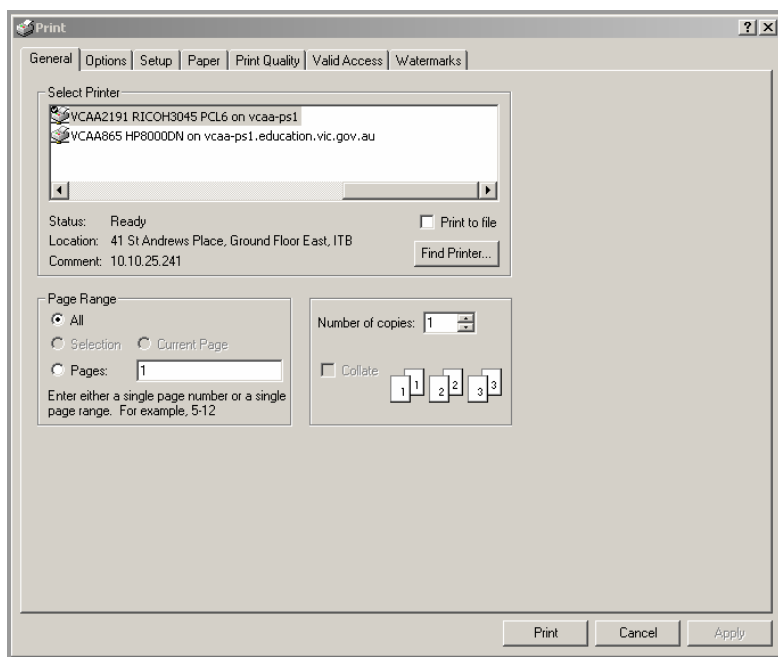 Print
General Options Setup Paper Print Quality Valid Access Watermarks
Select Printer
VCAA2191 RICOH3045 PCL6 on vcaa-ps1
VCAA865 HP8000DN on vcaa-ps1.education.vic.gov.au
Status: Ready
Print to file
Location: 41 St Andrews Place, Ground Floor East, ITB
Comment: 10.10.25.241
Find Printer...
Page Range
All
Selection Current Page
Pages: 1
Enter either a single page number or a single
page range. For example, 5-12
Number of copies: 1
Collate
1 1 2 2 3 3
Print Cancel Apply